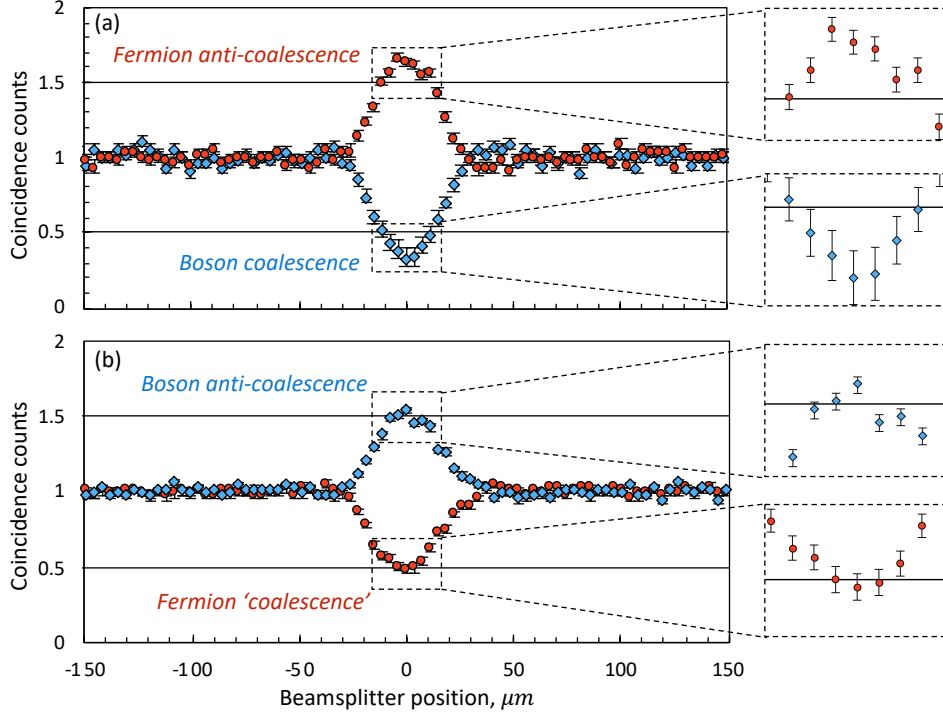 (a)
Fermion anti-coalescence
Boson coalescence
Coincidence counts
2
1.5
1
0.5
0
(b)
Boson anti-coalescence
Fermion 'coalescence'
Coincidence counts
2
1.5
1
0.5
0
-150 -100 -50 0 50 100 150
Beamsplitter position, μm